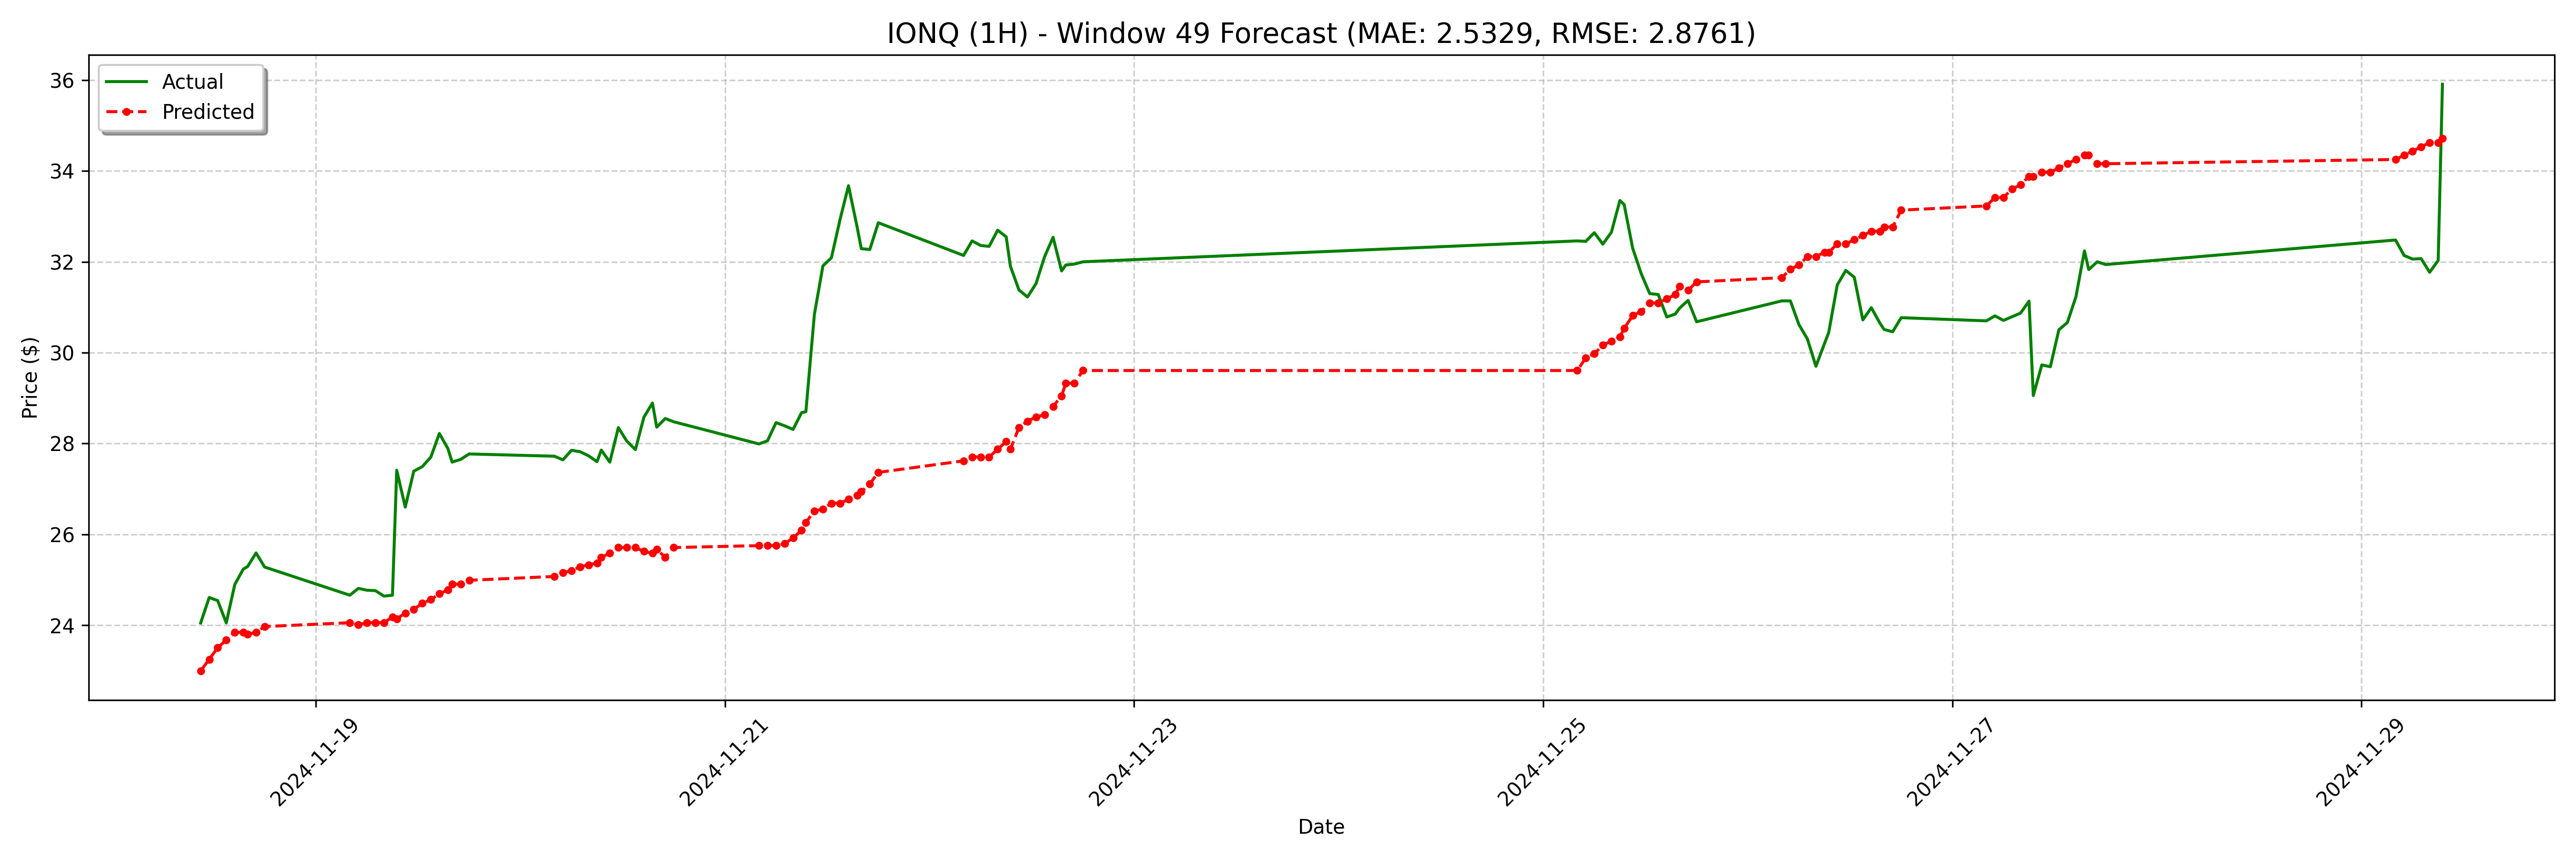 IONQ (1H) - Window 49 Forecast (MAE: 2.5329, RMSE: 2.8761)
Actual
Predicted
Price ($)
36
34
32
30
28
26
24
2024-11-19
2024-11-21
2024-11-23
2024-11-25
2024-11-27
2024-11-29
Date